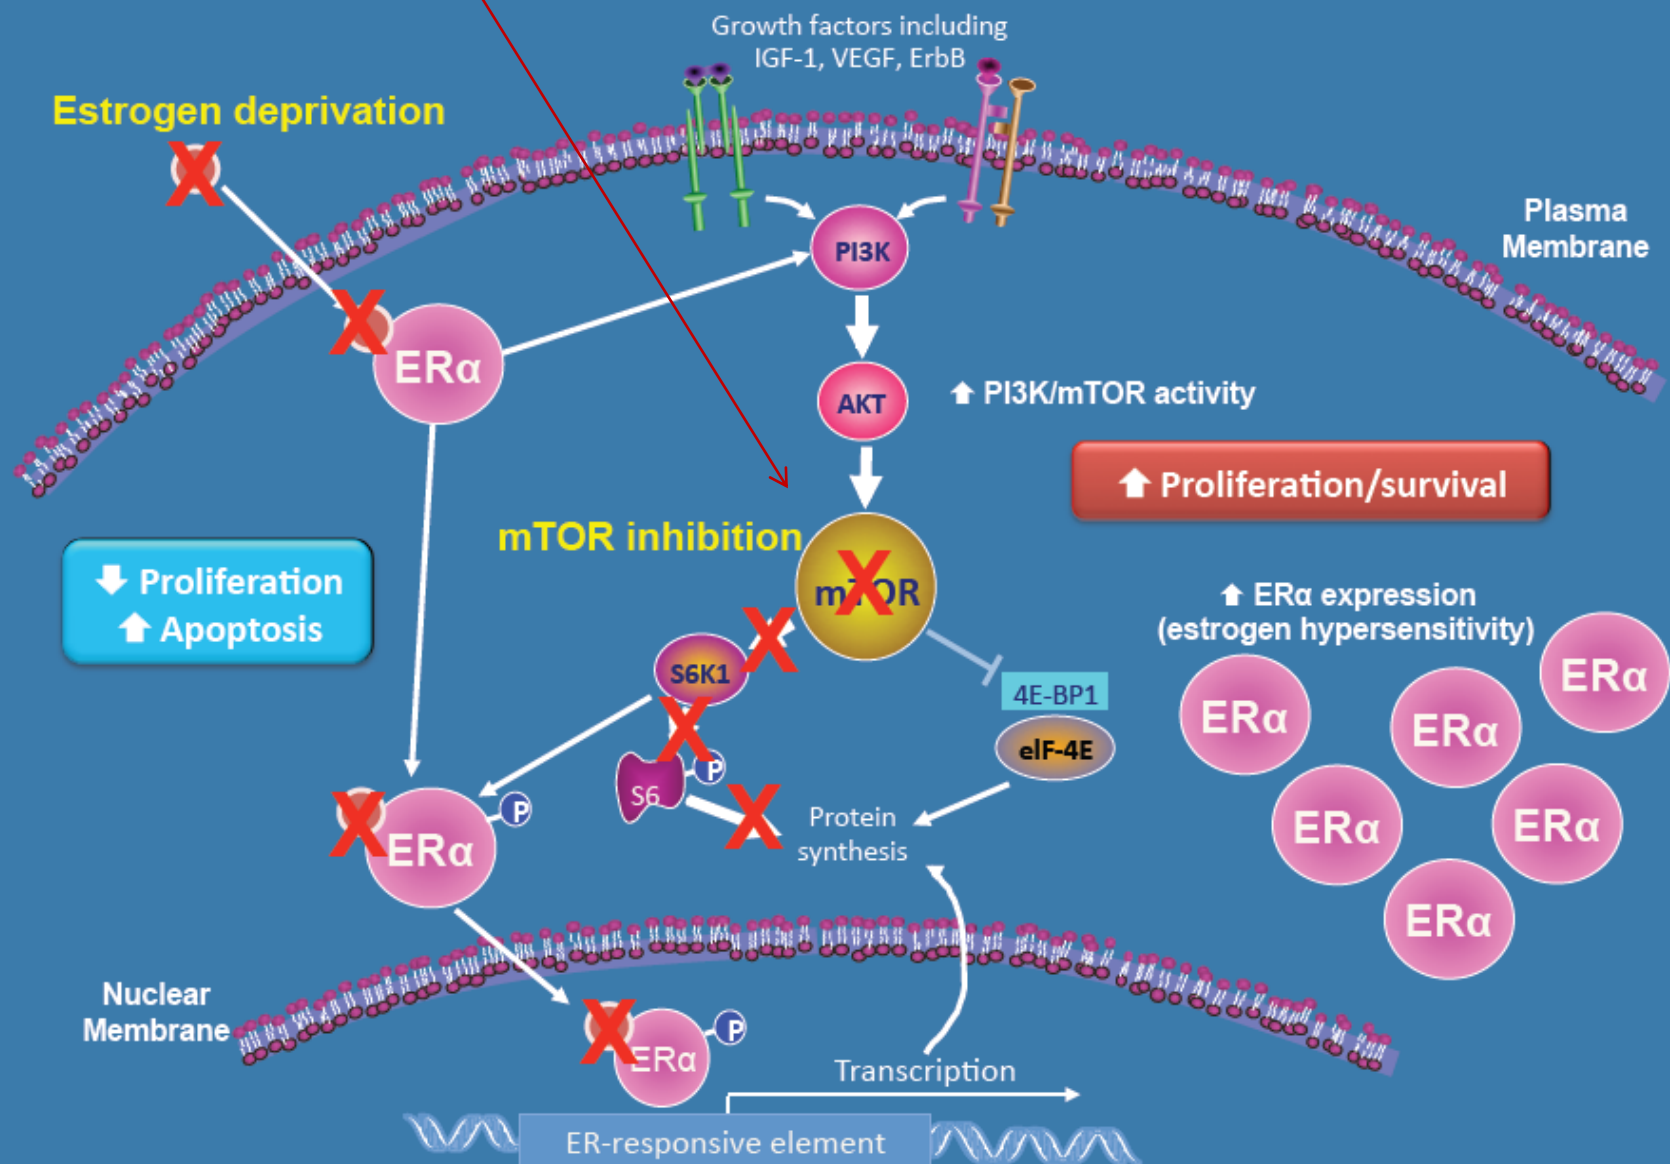 Growth factors including
IGF-1, VEGF, ErbB
Estrogen deprivation
Plasma
Membrane
PI3K
ERα
AKT
PI3K/mTOR activity
Proliferation/survival
mTOR inhibition
mTOR
Proliferation
Apoptosis
ERα expression
(estrogen hypersensitivity)
S6K1
4E-BP1
eIF-4E
P
S6
Protein
synthesis
P
ERα
ERα
ERα
ERα
ERα
ERα
ERα
Nuclear
Membrane
P
ERα
Transcription
ER-responsive element